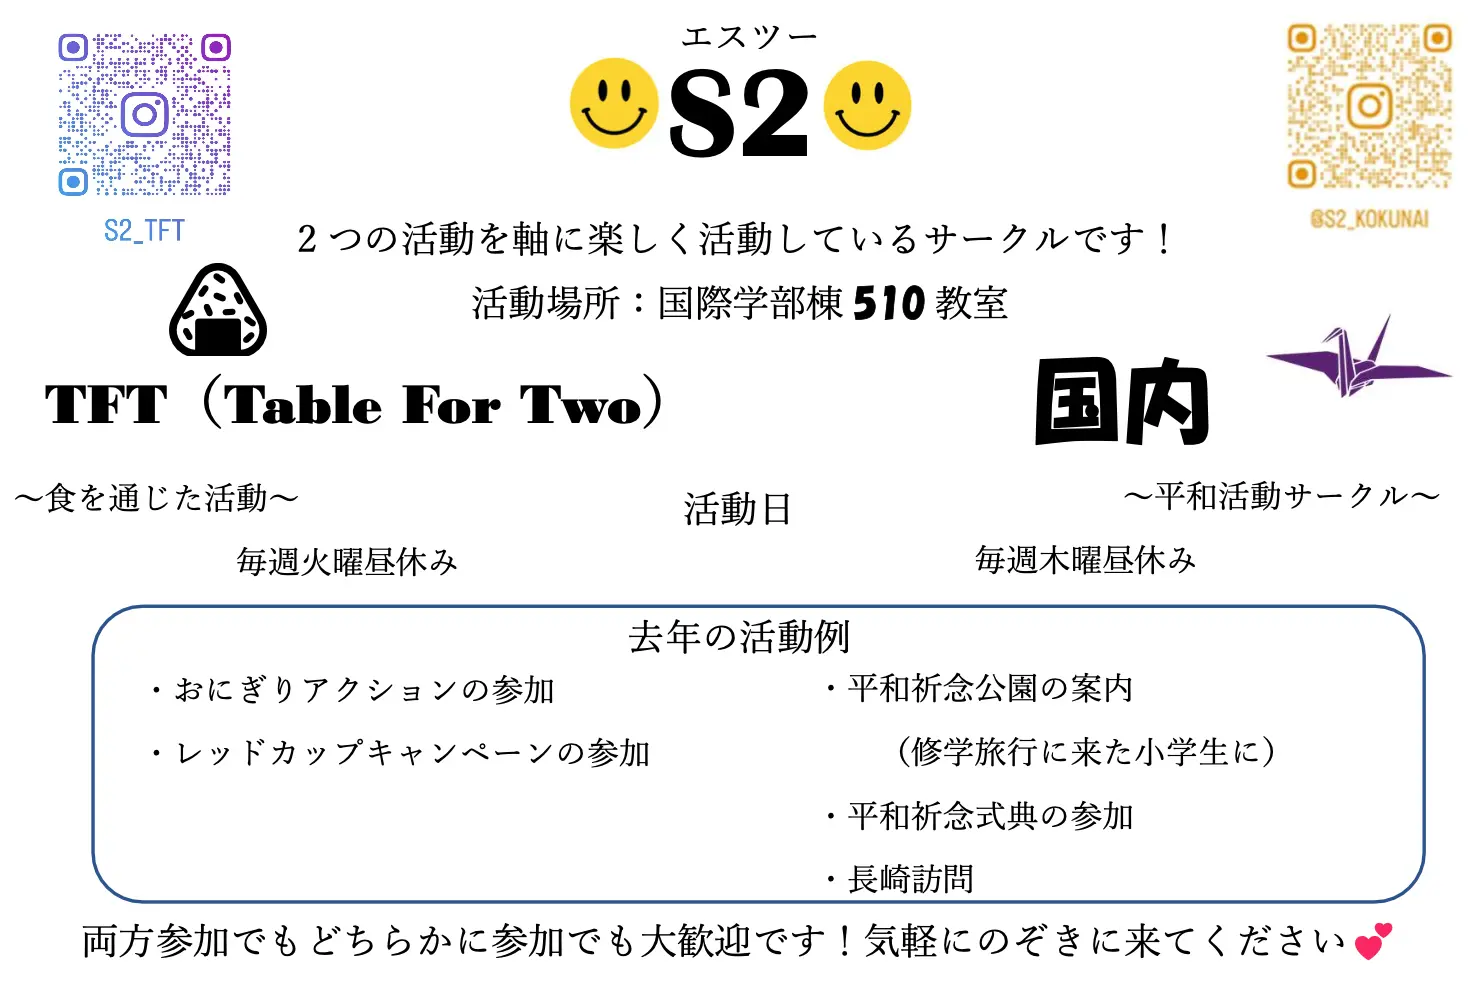 エスツー
S2
S2_TFT
@S2_KOKUNAI
2つの活動を軸に楽しく活動しているサークルです！
活動場所：国際学部棟510教室
TFT（Table For Two）
国内
～食を通じた活動～
～平和活動サークル～
活動日
毎週火曜昼休み
毎週木曜昼休み
去年の活動例
・おにぎりアクションの参加
・レッドカップキャンペーンの参加
・平和祈念公園の案内
（修学旅行に来た小学生に）
・平和祈念式典の参加
・長崎訪問
両方参加でもどちらかに参加でも大歓迎です！気軽にのぞきに来てください💕